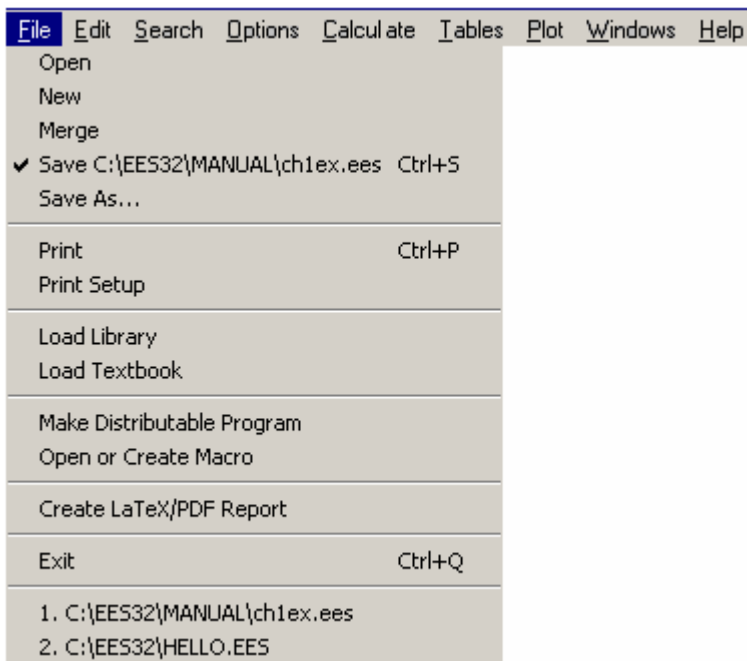 File Edit Search Options Calculate Tables Plot Windows Help
Open
New
Merge
Save C:\EES32\MANUAL\ch1ex.ees Ctrl+S
Save As...
Print Ctrl+P
Print Setup
Load Library
Load Textbook
Make Distributable Program
Open or Create Macro
Create LaTeX/PDF Report
Exit Ctrl+Q
1. C:\EES32\MANUAL\ch1ex.ees
2. C:\EES32\HELLO.EES